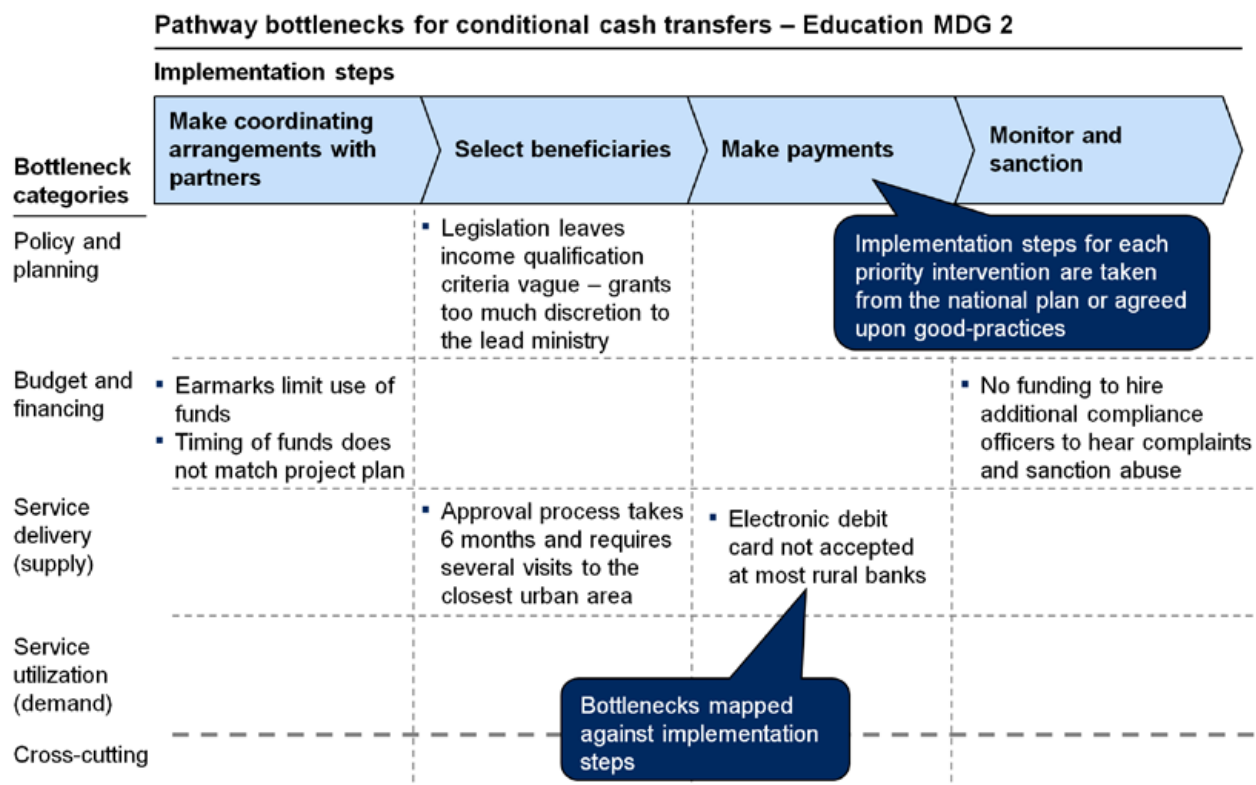 Pathway bottlenecks for conditional cash transfers – Education MDG 2
Implementation steps
Bottleneck
categories
Make coordinating
arrangements with
partners
Select beneficiaries
Make payments
Monitor and
sanction
Policy and
planning
▪ Legislation leaves
income qualification
criteria vague – grants
too much discretion to
the lead ministry
Implementation steps for each
priority intervention are taken
from the national plan or agreed
upon good-practices
Budget and
financing
▪ Earmarks limit use of
funds
▪ Timing of funds does
not match project plan
▪ No funding to hire
additional compliance
officers to hear complaints
and sanction abuse
Service
delivery
(supply)
▪ Approval process takes
6 months and requires
several visits to the
closest urban area
▪ Electronic debit
card not accepted
at most rural banks
Service
utilization
(demand)
Bottlenecks mapped
against implementation
steps
Cross-cutting